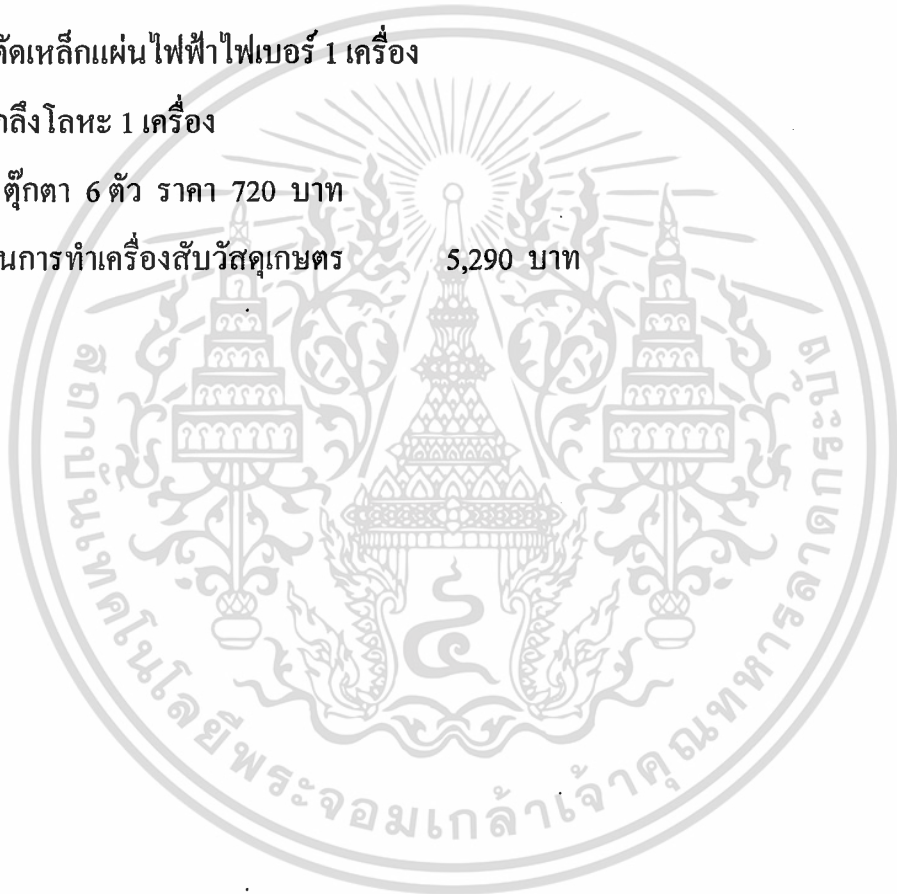 ตัดเหล็กแผ่นไฟฟ้าไฟเบอร์ 1 เครื่อง
กลึงโลหะ 1 เครื่อง
ตุ๊กตา 6 ตัว ราคา 720 บาท
นการทำเครื่องสับวัสดุเกษตร 5,290 บาท
สถาบันเทคโนโลยีพระจอมเกล้าเจ้าคุณทหารลาดกระบัง